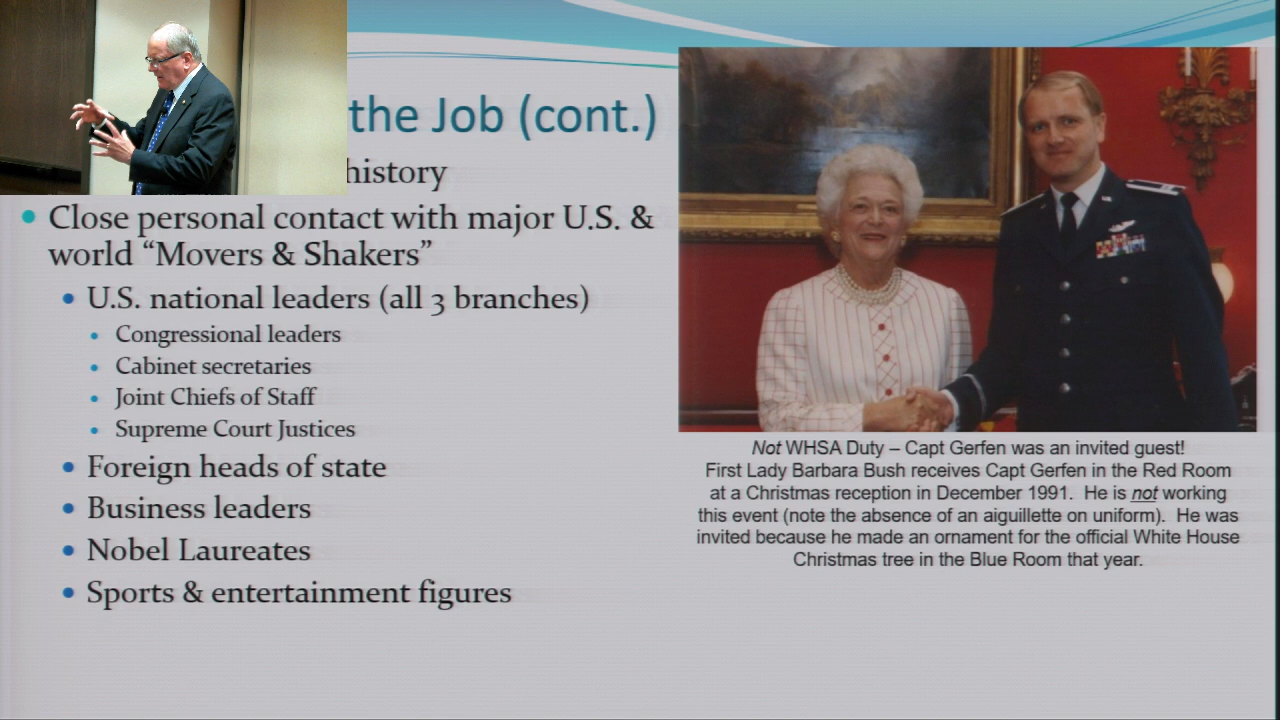 the Job (cont.)
history
Close personal contact with major U.S. &
world “Movers & Shakers”
U.S. national leaders (all 3 branches)
Congressional leaders
Cabinet secretaries
Joint Chiefs of Staff
Supreme Court Justices
Foreign heads of state
Business leaders
Nobel Laureates
Sports & entertainment figures
Not WHSA Duty – Capt Gerfen was an invited guest!
First Lady Barbara Bush receives Capt Gerfen in the Red Room
at a Christmas reception in December 1991. He is not working
this event (note the absence of an aiguillette on uniform). He was
invited because he made an ornament for the official White House
Christmas tree in the Blue Room that year.